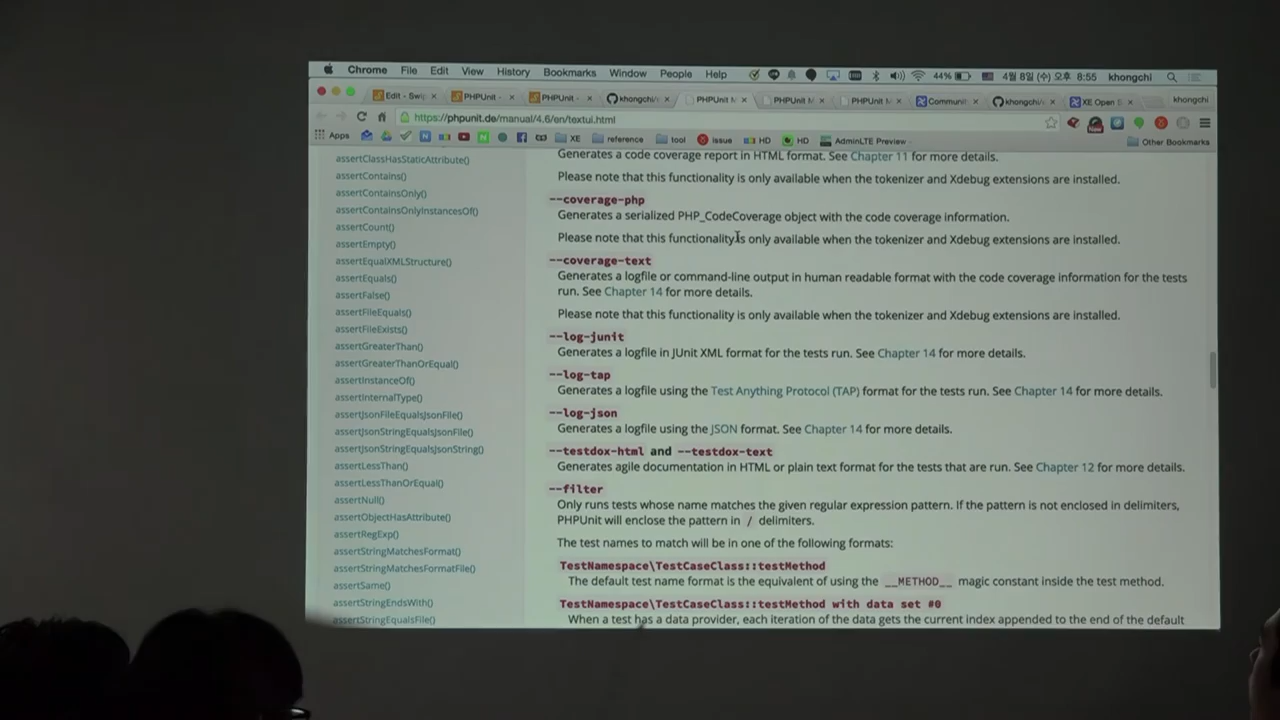 Chrome File Edit View History Bookmarks Window People Help 44% 4월 8일 (수) 오후 8:55 khongchi
Edit - Swi PHPUnit - PHPUnit - khongchi/ PHPUnit M PHPUnit M PHPUnit M Communit khongchi/ XE Open khongchi
https://phpunit.de/manual/4.6/en/textui.html
Apps XE reference tool issue HD HD AdminLTE Preview Other Bookmarks
assertClassHasStaticAttribute()
assertContains()
assertContainsOnly()
assertContainsOnlyInstancesOf()
assertCount()
assertEmpty()
assertEqualXMLStructure()
assertEquals()
assertFalse()
assertFileEquals()
assertFileExists()
assertGreaterThan()
assertGreaterThanOrEqual()
assertInstanceOf()
assertInternalType()
assertJsonFileEqualsJsonFile()
assertJsonStringEqualsJsonFile()
assertJsonStringEqualsJsonString()
assertLessThan()
assertLessThanOrEqual()
assertNull()
assertObjectHasAttribute()
assertRegExp()
assertStringMatchesFormat()
assertStringMatchesFormatFile()
assertSame()
assertStringEndsWith()
assertStringEqualsFile()
Generates a code coverage report in HTML format. See Chapter 11 for more details.
Please note that this functionality is only available when the tokenizer and Xdebug extensions are installed.
--coverage-php
Generates a serialized PHP_CodeCoverage object with the code coverage information.
Please note that this functionality is only available when the tokenizer and Xdebug extensions are installed.
--coverage-text
Generates a logfile or command-line output in human readable format with the code coverage information for the tests
run. See Chapter 14 for more details.
Please note that this functionality is only available when the tokenizer and Xdebug extensions are installed.
--log-junit
Generates a logfile in JUnit XML format for the tests run. See Chapter 14 for more details.
--log-tap
Generates a logfile using the Test Anything Protocol (TAP) format for the tests run. See Chapter 14 for more details.
--log-json
Generates a logfile using the JSON format. See Chapter 14 for more details.
--testdox-html and --testdox-text
Generates agile documentation in HTML or plain text format for the tests that are run. See Chapter 12 for more details.
--filter
Only runs tests whose name matches the given regular expression pattern. If the pattern is not enclosed in delimiters,
PHPUnit will enclose the pattern in / delimiters.
The test names to match will be in one of the following formats:
TestNamespace\TestCaseClass::testMethod
The default test name format is the equivalent of using the __METHOD__ magic constant inside the test method.
TestNamespace\TestCaseClass::testMethod with data set #0
When a test has a data provider, each iteration of the data gets the current index appended to the end of the default